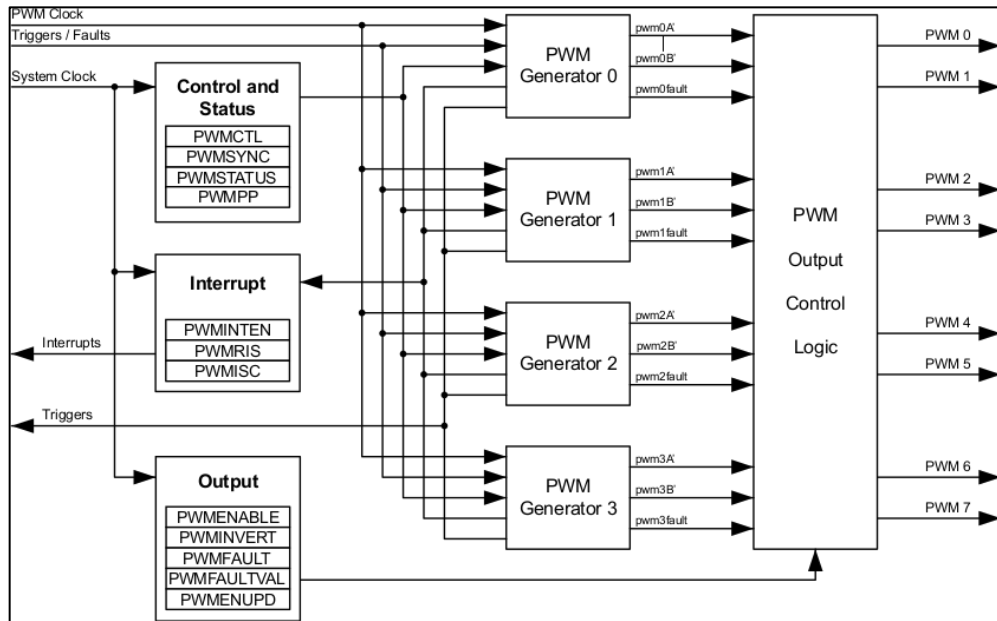 PWM Clock
Triggers / Faults
System Clock
Control and
Status
PWMCTL
PWMSYNC
PWMSTATUS
PWMPP
Interrupt
PWMINTEN
PWMRIS
PWMISC
Interrupts
Triggers
Output
PWMENABLE
PWMINVERT
PWMFAULT
PWMFAULTVAL
PWMENUPD
PWM
Generator 0
pwm0A'
pwm0B'
pwm0fault
PWM
Generator 1
pwm1A'
pwm1B'
pwm1fault
PWM
Generator 2
pwm2A'
pwm2B'
pwm2fault
PWM
Generator 3
pwm3A'
pwm3B'
pwm3fault
PWM
Output
Control
Logic
PWM 0
PWM 1
PWM 2
PWM 3
PWM 4
PWM 5
PWM 6
PWM 7